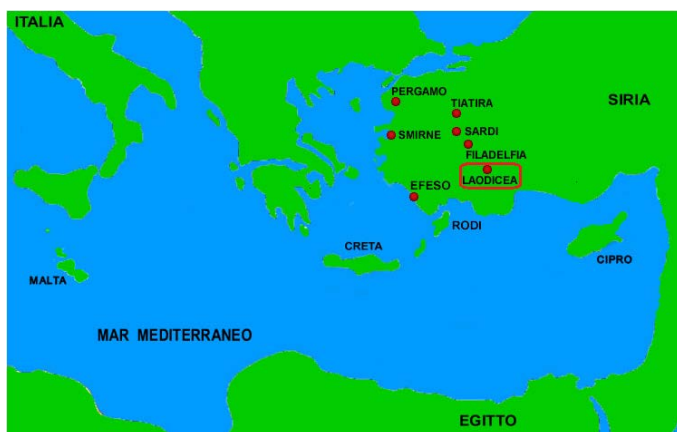 ITALIA
PERGAMO
TIATIRA
SIRIA
SMIRNE
SARDI
FILADELFIA
EFESO
LAODICEA
RODI
CRETA
CIPRO
MALTA
MAR MEDITERRANEO
EGITTO